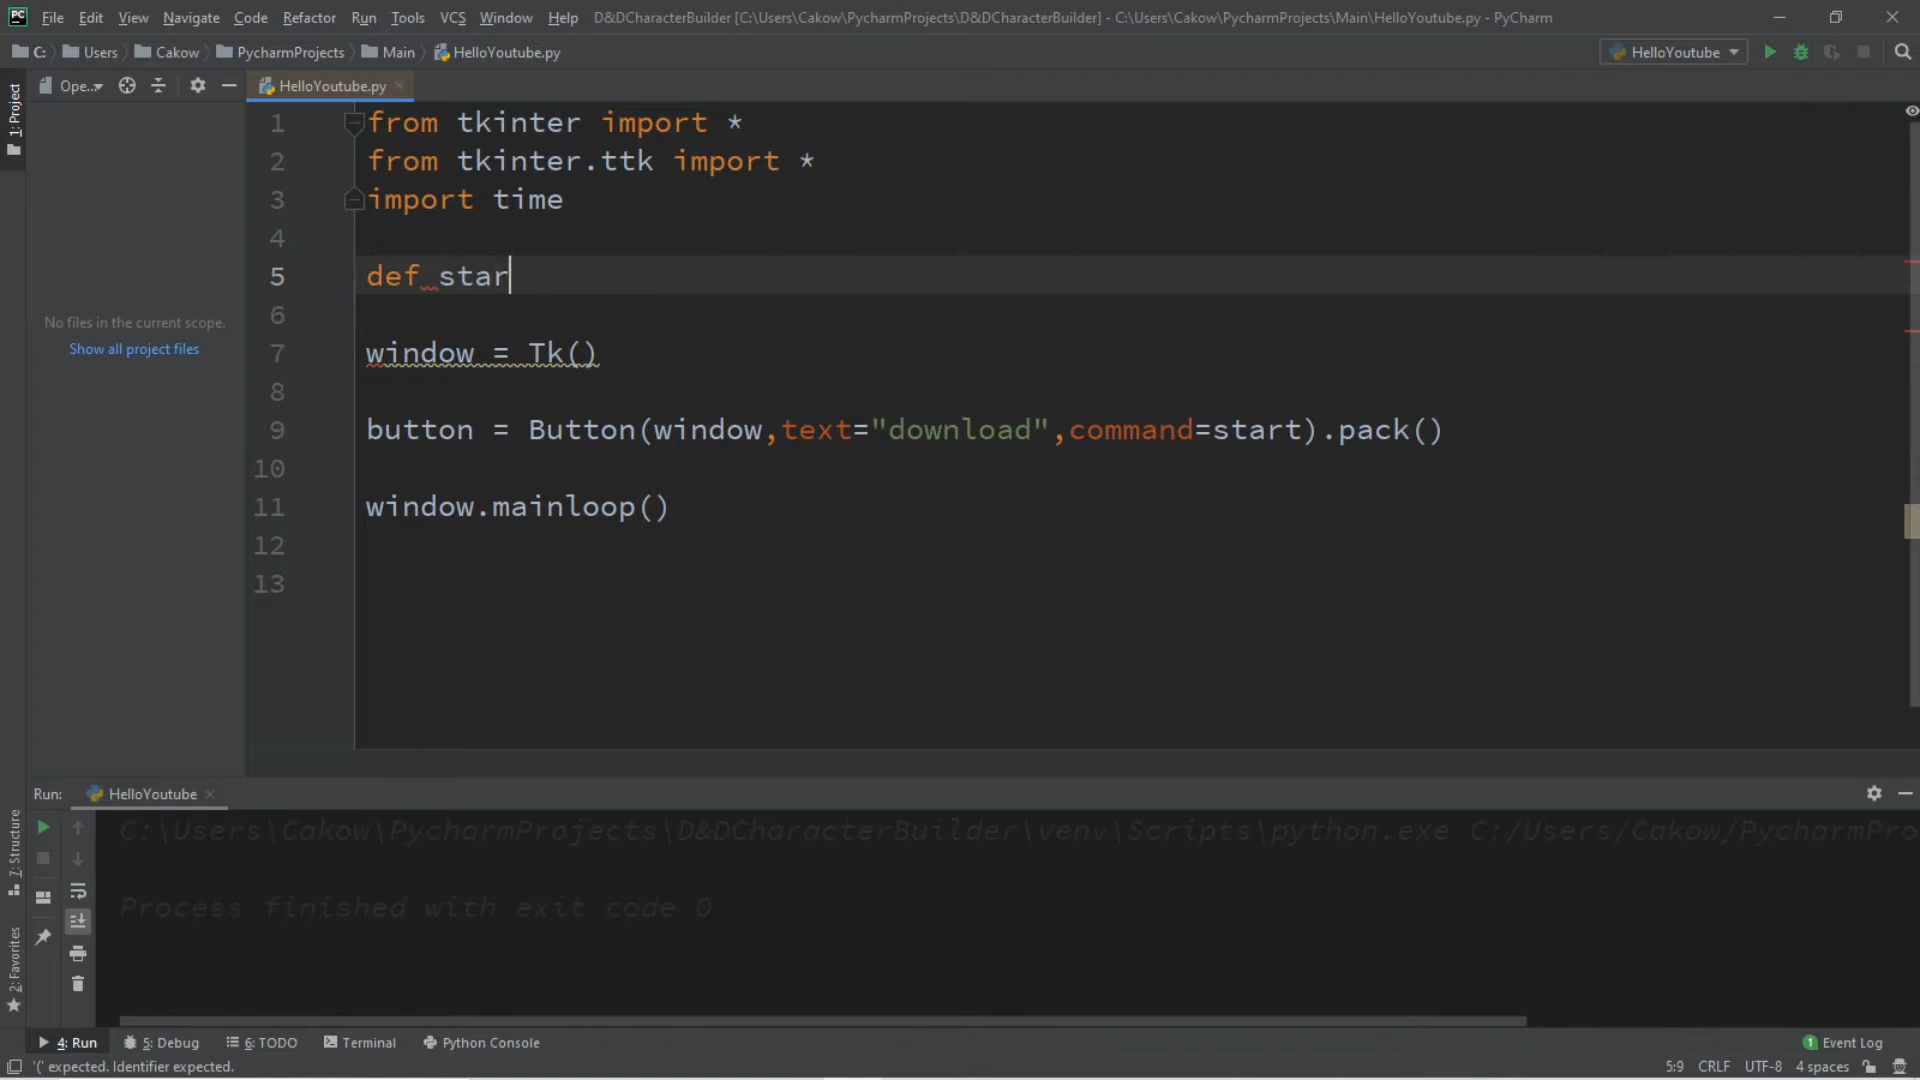 PC File Edit View Navigate Code Refactor Run Tools VCS Window Help D&DCharacterBuilder [C:\Users\Cakow\PycharmProjects\D&DCharacterBuilder] - C:\Users\Cakow\PycharmProjects\Main\HelloYoutube.py - PyCharm
C: Users Cakow PycharmProjects Main HelloYoutube.py HelloYoutube
1: Project
Ope.. HelloYoutube.py
1 from tkinter import *
2 from tkinter.ttk import *
3 import time
4
5 def star
6
No files in the current scope.
Show all project files
7 window = Tk()
8
9 button = Button(window,text="download",command=start).pack()
10
11 window.mainloop()
12
13
Run: HelloYoutube
C:\Users\Cakow\PycharmProjects\D&DCharacterBuilder\venv\Scripts\python.exe C:/Users/Cakow/PycharmPro
Process finished with exit code 0
7: Structure
2: Favorites
4: Run 5: Debug 6: TODO Terminal Python Console 1 Event Log
'(' expected. Identifier expected. 5:9 CRLF UTF-8 4 spaces